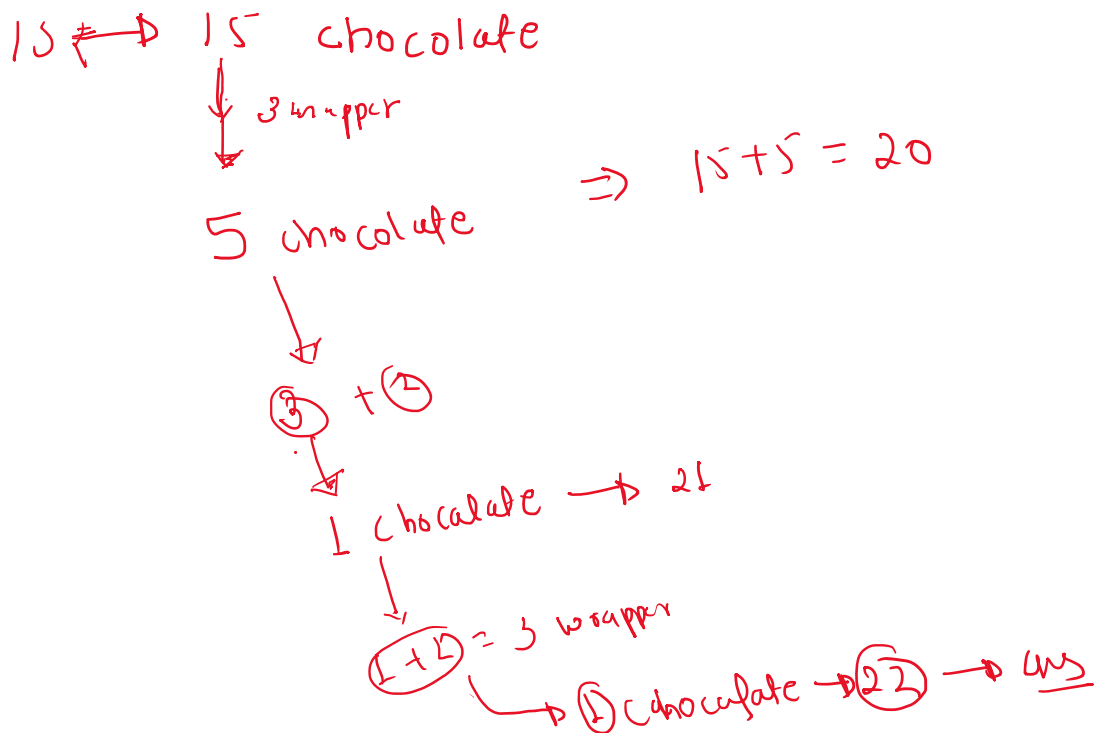 15₹ → 15 chocolate
3 wrapper
5 chocolate ⇒ 15+5 = 20
3 + 2
1 chocalate → 21
1+2 = 3 wrapper
1 chocolate → 22 → ans